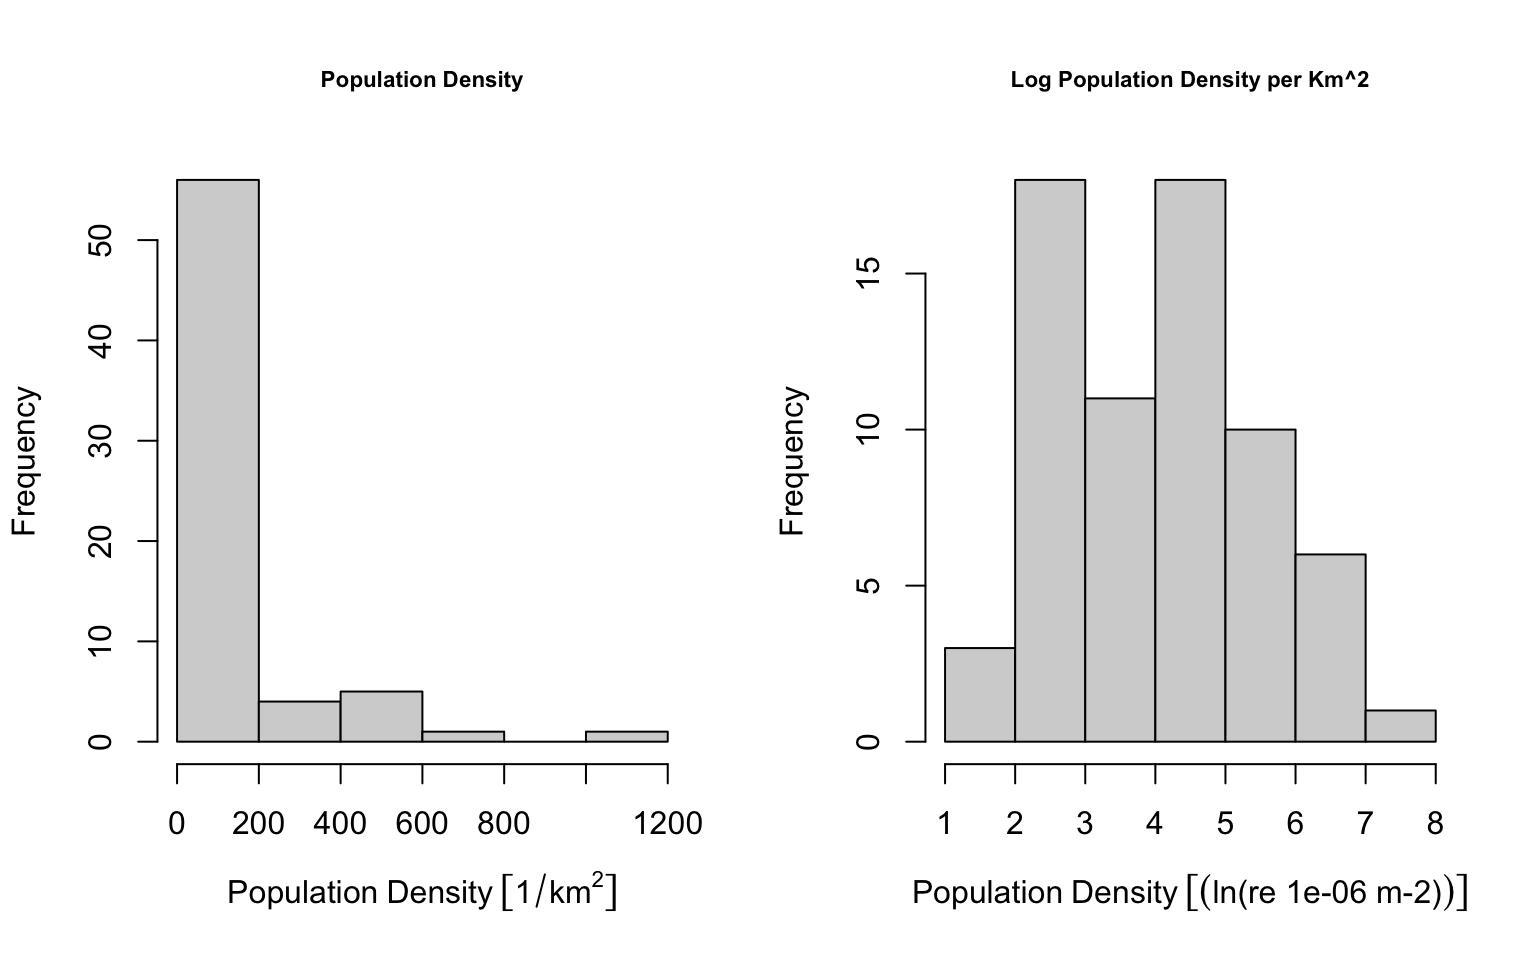 Population Density
Frequency
50
40
30
20
10
0
0 200 400 600 800 1200
Population Density [1/km²]
Log Population Density per Km^2
Frequency
15
10
5
0
1 2 3 4 5 6 7 8
Population Density [(ln(re 1e-06 m-2))]